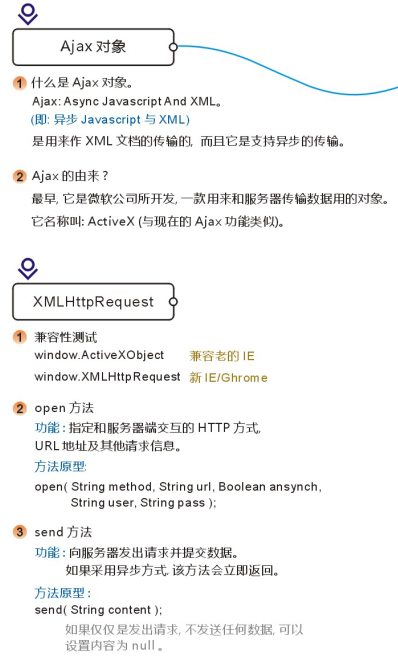 Ajax 对象
1 什么是 Ajax 对象。
Ajax: Async Javascript And XML。
(即: 异步 Javascript 与 XML)
是用来作 XML 文档的传输的, 而且它是支持异步的传输。
2 Ajax 的由来？
最早, 它是微软公司所开发, 一款用来和服务器传输数据用的对象。
它名称叫: ActiveX (与现在的 Ajax 功能类似)。
XMLHttpRequest
1 兼容性测试
window.ActiveXObject 兼容老的 IE
window.XMLHttpRequest 新 IE/Ghrome
2 open 方法
功能 : 指定和服务器端交互的 HTTP 方式,
URL 地址及其他请求信息。
方法原型:
open( String method, String url, Boolean ansynch,
String user, String pass );
3 send 方法
功能 : 向服务器发出请求并提交数据。
如果采用异步方式, 该方法会立即返回。
方法原型 :
send( String content );
如果仅仅是发出请求, 不发送任何数据, 可以
设置内容为 null 。